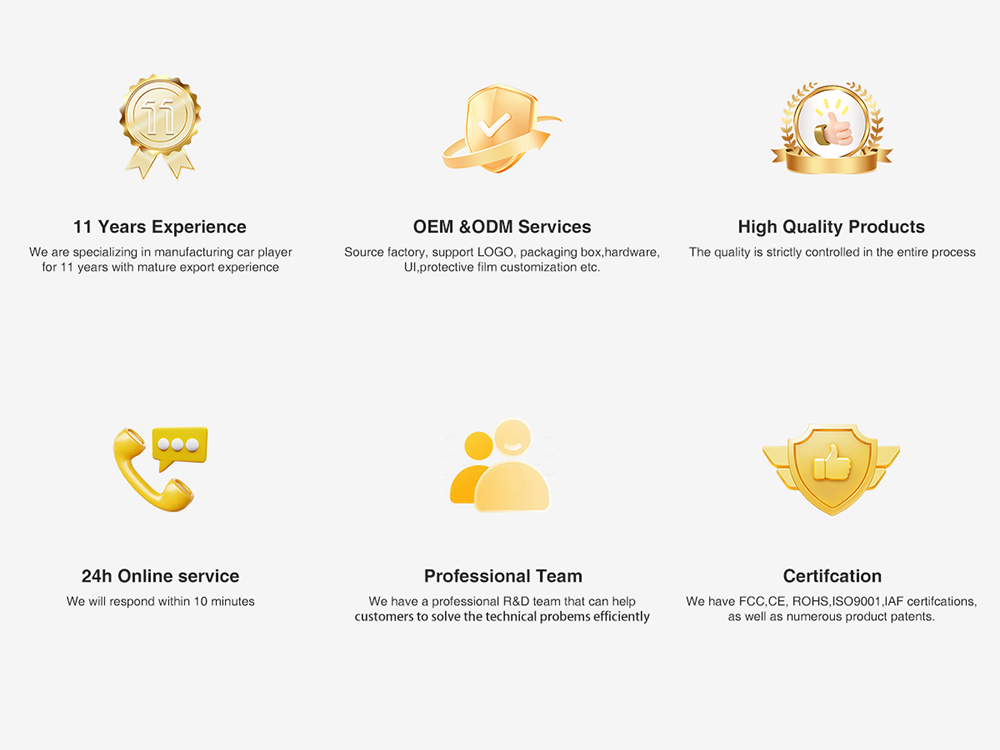 11
11 Years Experience
We are specializing in manufacturing car player
for 11 years with mature export experience
OEM &ODM Services
Source factory, support LOGO, packaging box,hardware,
UI,protective film customization etc.
High Quality Products
The quality is strictly controlled in the entire process
24h Online service
We will respond within 10 minutes
Professional Team
We have a professional R&D team that can help
customers to solve the technical probems efficiently
Certifcation
We have FCC,CE, ROHS,ISO9001,IAF certifcations,
as well as numerous product patents.